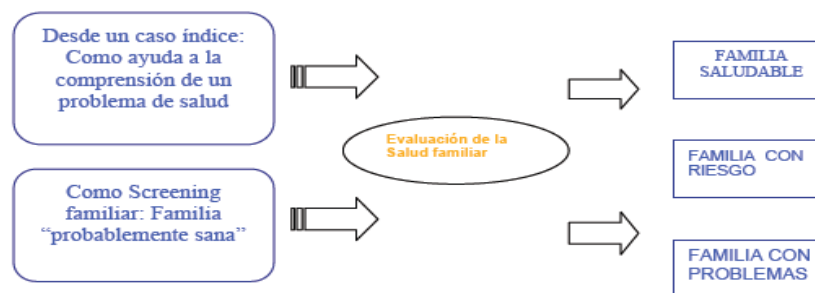 Desde un caso índice:
Como ayuda a la
comprensión de un
problema de salud
Como Screening
familiar: Familia
“probablemente sana”
Evaluación de la
Salud familiar
FAMILIA
SALUDABLE
FAMILIA CON
RIESGO
FAMILIA CON
PROBLEMAS